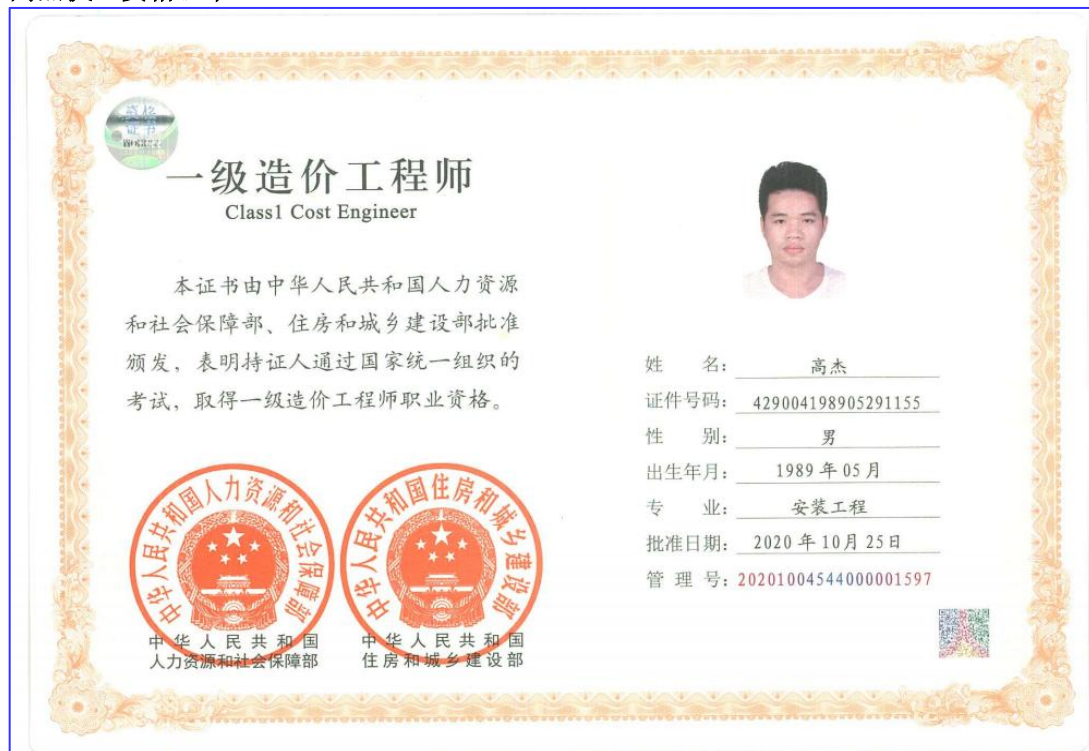 资格
证书
一级造价工程师
Class1 Cost Engineer
本证书由中华人民共和国人力资源
和社会保障部、住房和城乡建设部批准
颁发，表明持证人通过国家统一组织的
考试，取得一级造价工程师职业资格。
姓 名： 高杰
证件号码： 429004198905291155
性 别： 男
出生年月： 1989年05月
专 业： 安装工程
批准日期： 2020年10月25日
管 理 号：20201004544000001597
中华人民共和国人力资源和社会保障部
中华人民共和国住房和城乡建设部
中华人民共和国
人力资源和社会保障部
中华人民共和国
住房和城乡建设部